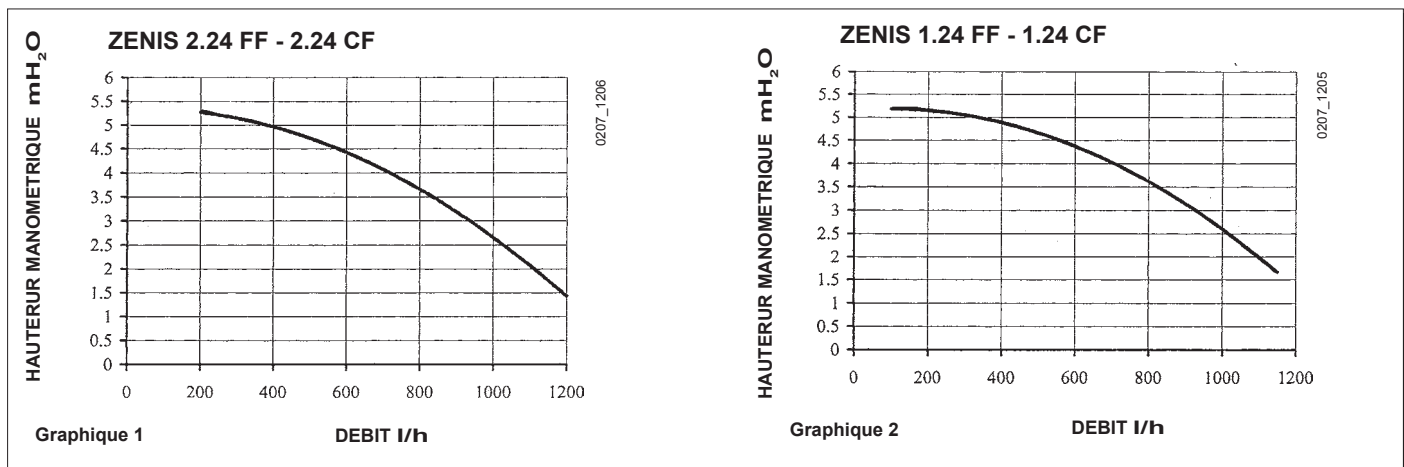 ZENIS 2.24 FF - 2.24 CF
HAUTERUR MANOMETRIQUE mH₂O
6
5.5
5
4.5
4
3.5
3
2.5
2
1.5
1
0.5
0
0 200 400 600 800 1000 1200
0207_1206
Graphique 1
DEBIT l/h
ZENIS 1.24 FF - 1.24 CF
HAUTERUR MANOMETRIQUE mH₂O
6
5.5
5
4.5
4
3.5
3
2.5
2
1.5
1
0.5
0
0 200 400 600 800 1000 1200
0207_1205
Graphique 2
DEBIT l/h